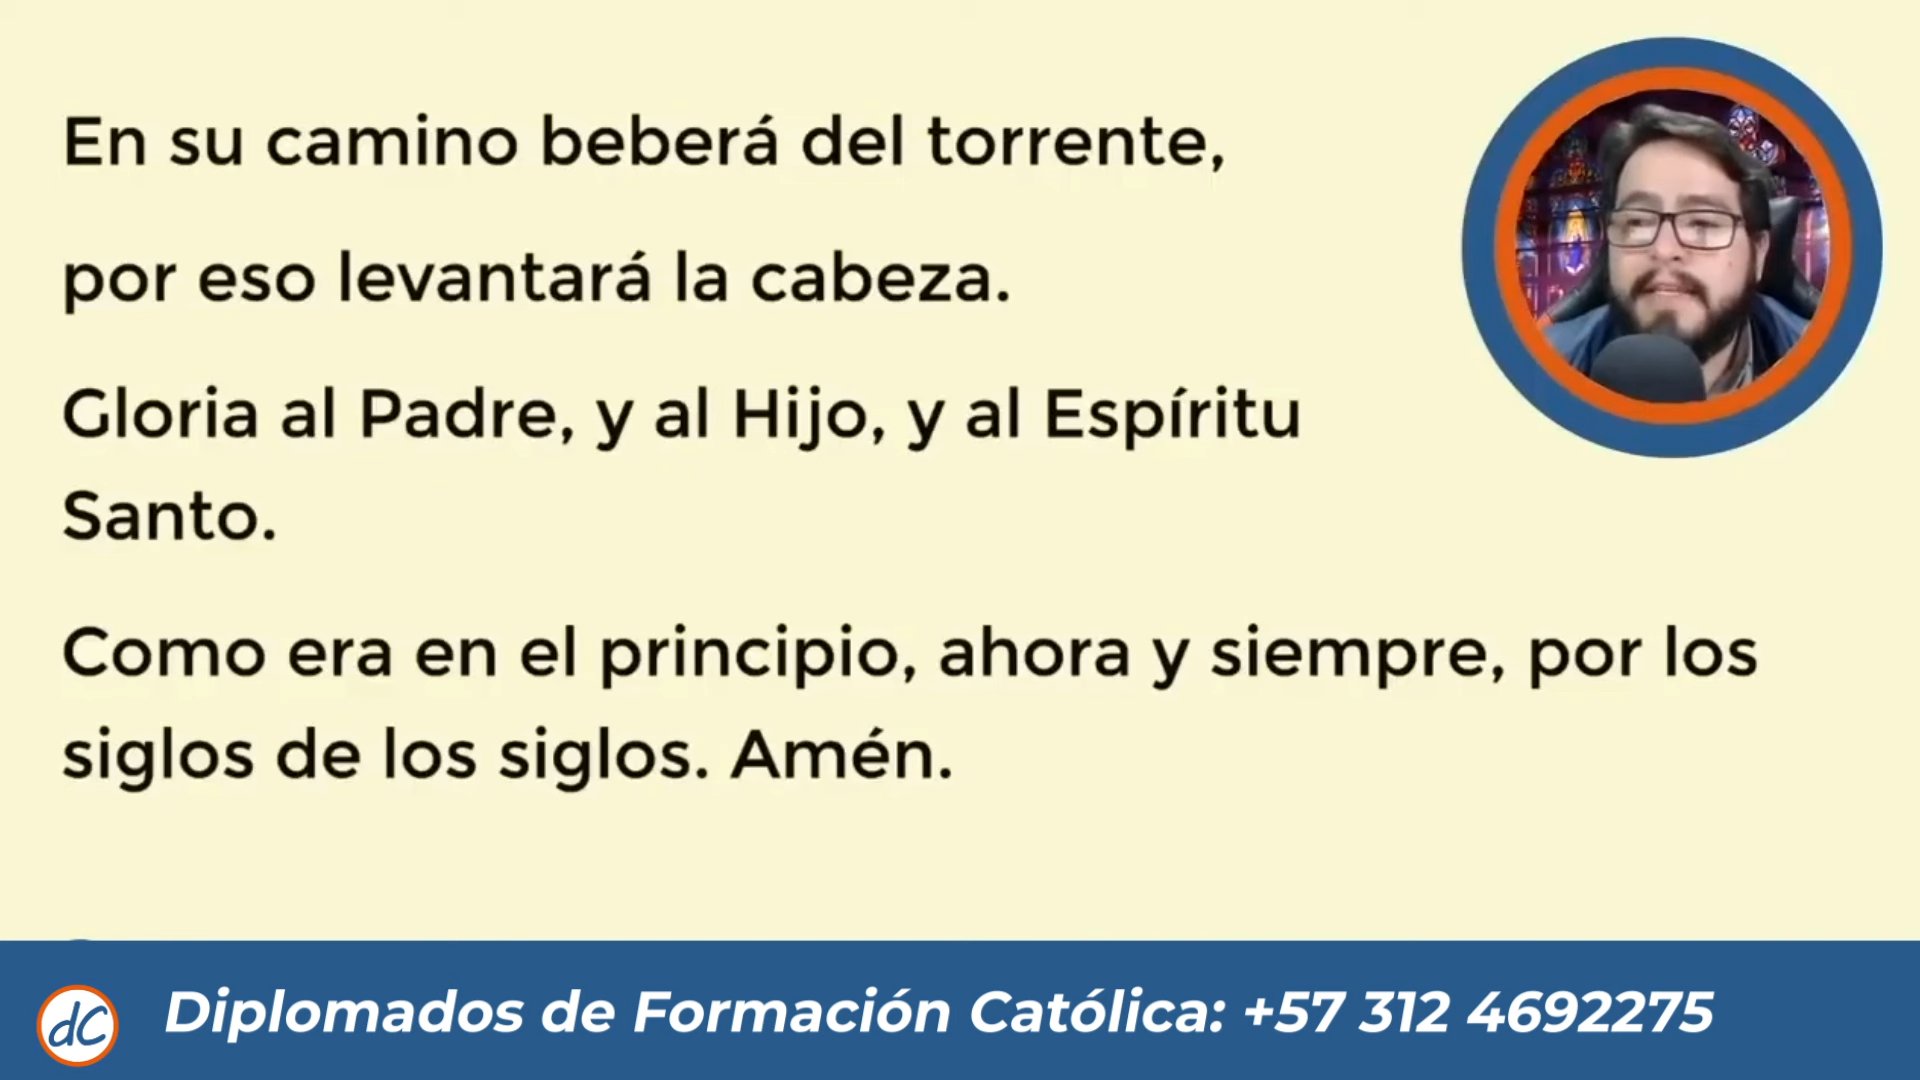 En su camino beberá del torrente,
por eso levantará la cabeza.
Gloria al Padre, y al Hijo, y al Espíritu
Santo.
Como era en el principio, ahora y siempre, por los
siglos de los siglos. Amén.
dC
Diplomados de Formación Católica: +57 312 4692275